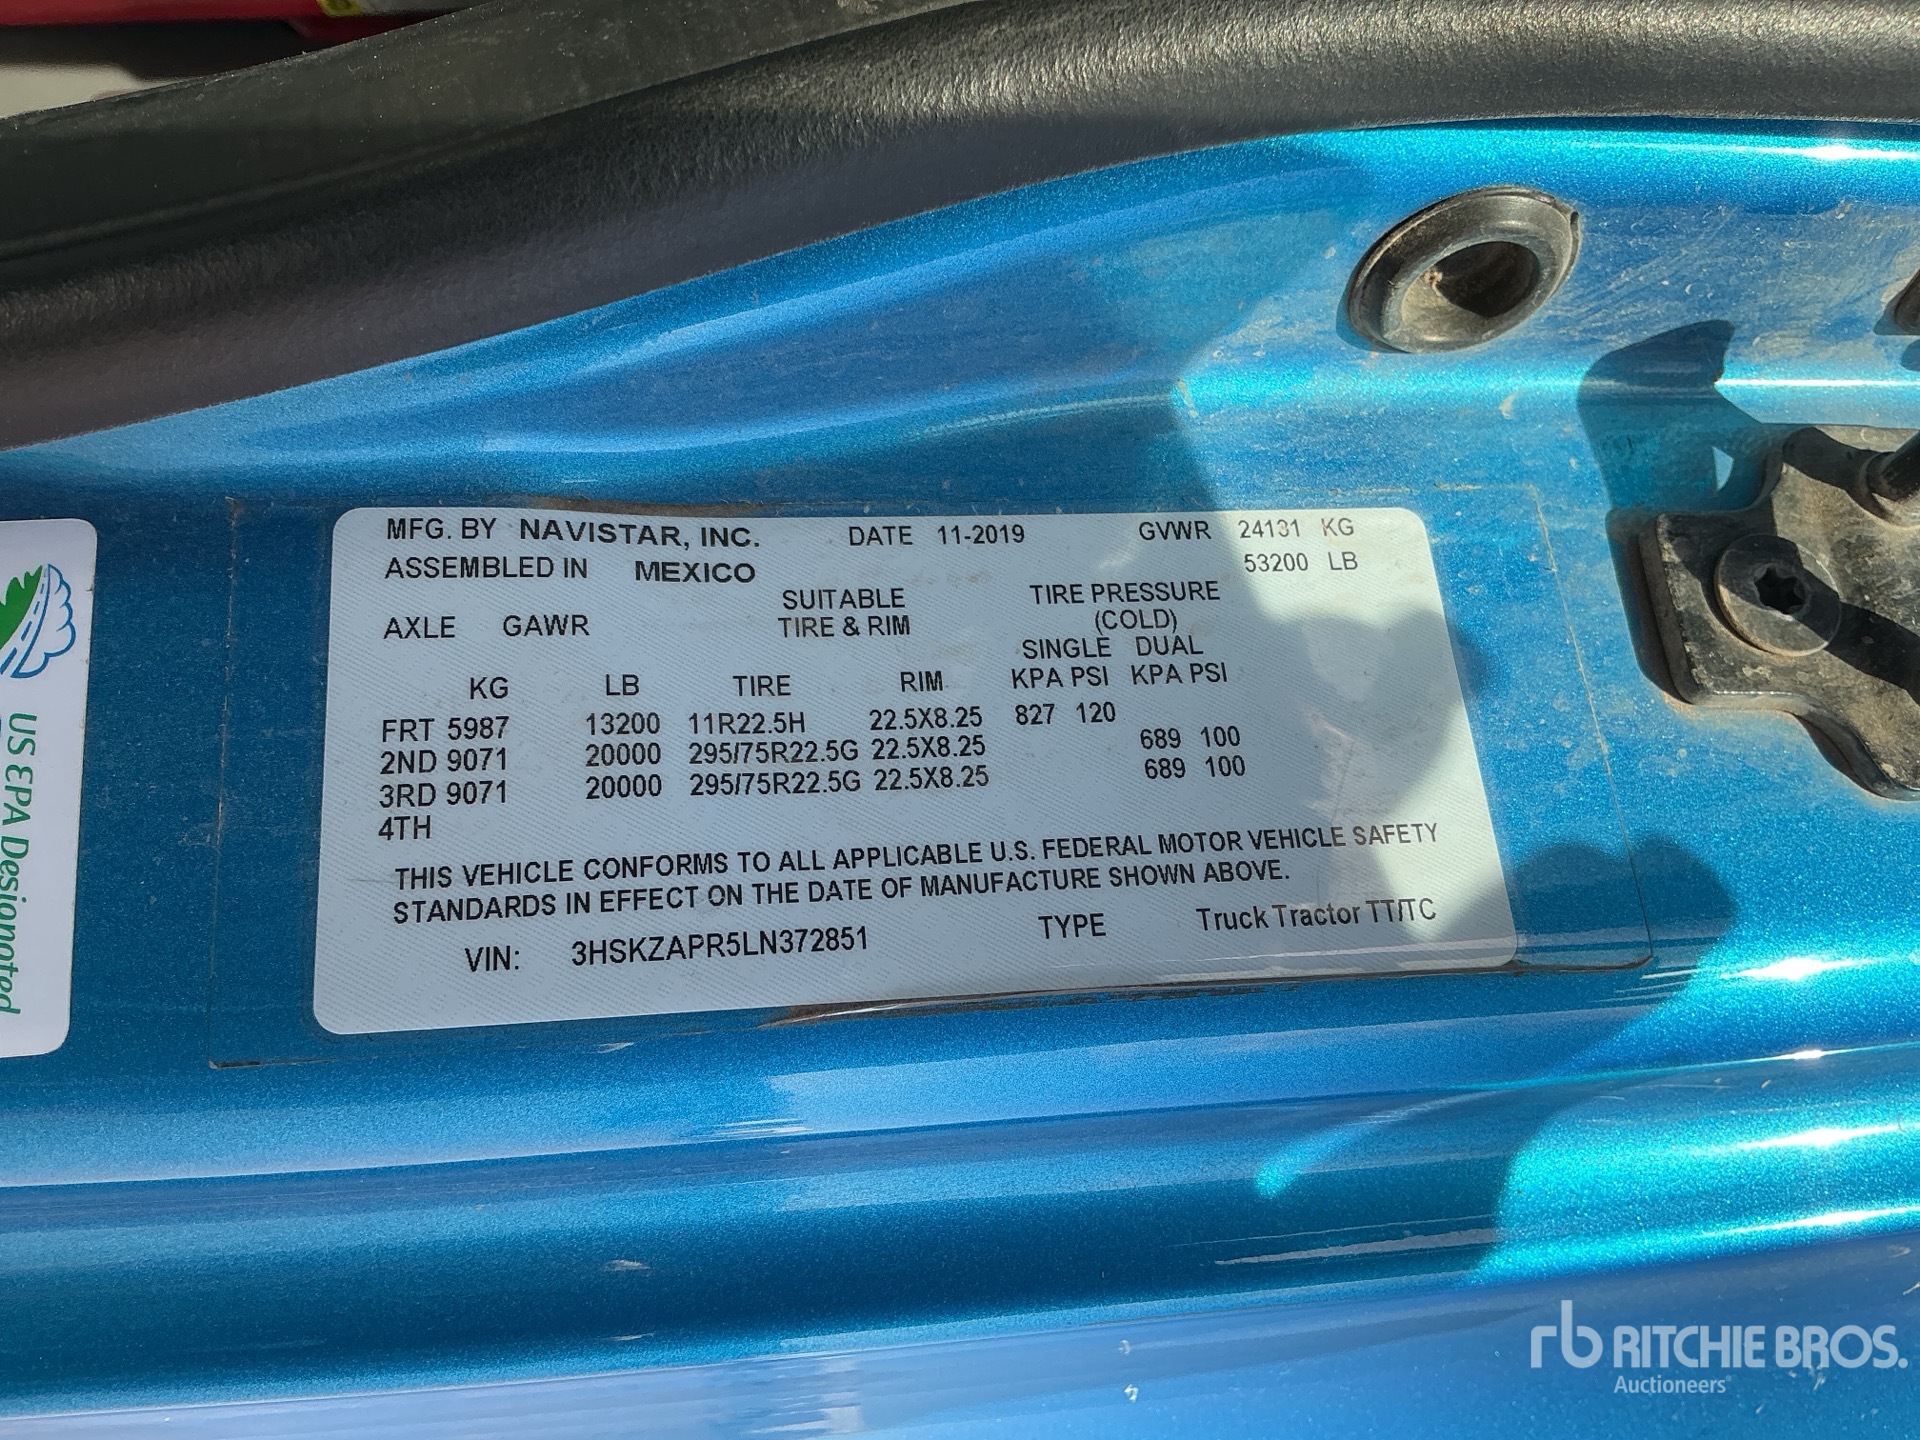 MFG. BY NAVISTAR, INC. DATE 11-2019 GVWR 24131 KG
ASSEMBLED IN MEXICO 53200 LB
SUITABLE TIRE PRESSURE
AXLE GAWR TIRE & RIM (COLD)
SINGLE DUAL
KG LB TIRE RIM KPA PSI KPA PSI
FRT 5987 13200 11R22.5H 22.5X8.25 827 120
2ND 9071 20000 295/75R22.5G 22.5X8.25 689 100
3RD 9071 20000 295/75R22.5G 22.5X8.25 689 100
4TH
THIS VEHICLE CONFORMS TO ALL APPLICABLE U.S. FEDERAL MOTOR VEHICLE SAFETY
STANDARDS IN EFFECT ON THE DATE OF MANUFACTURE SHOWN ABOVE.
VIN: 3HSKZAPR5LN372851 TYPE Truck Tractor TT/TC
US EPA Designated
rb RITCHIE BROS.
Auctioneers